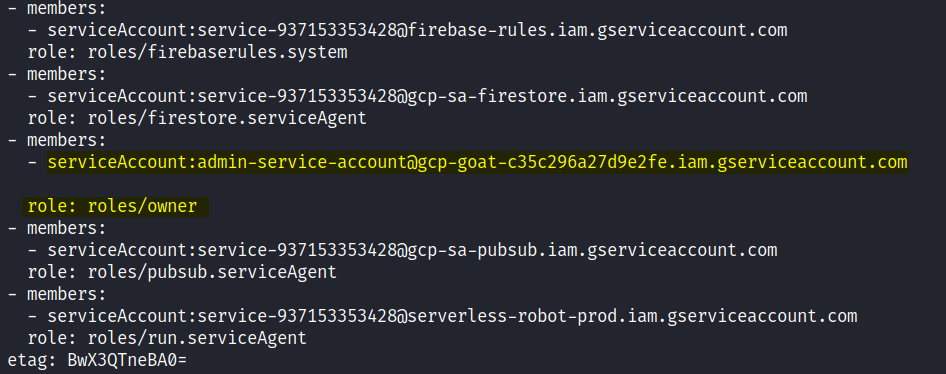 - members:
- serviceAccount:service-937153353428@firebase-rules.iam.gserviceaccount.com
role: roles/firebaserules.system
- members:
- serviceAccount:service-937153353428@gcp-sa-firestore.iam.gserviceaccount.com
role: roles/firestore.serviceAgent
- members:
- serviceAccount:admin-service-account@gcp-goat-c35c296a27d9e2fe.iam.gserviceaccount.com
role: roles/owner
- members:
- serviceAccount:service-937153353428@gcp-sa-pubsub.iam.gserviceaccount.com
role: roles/pubsub.serviceAgent
- members:
- serviceAccount:service-937153353428@serverless-robot-prod.iam.gserviceaccount.com
role: roles/run.serviceAgent
etag: BwX3QTneBA0=